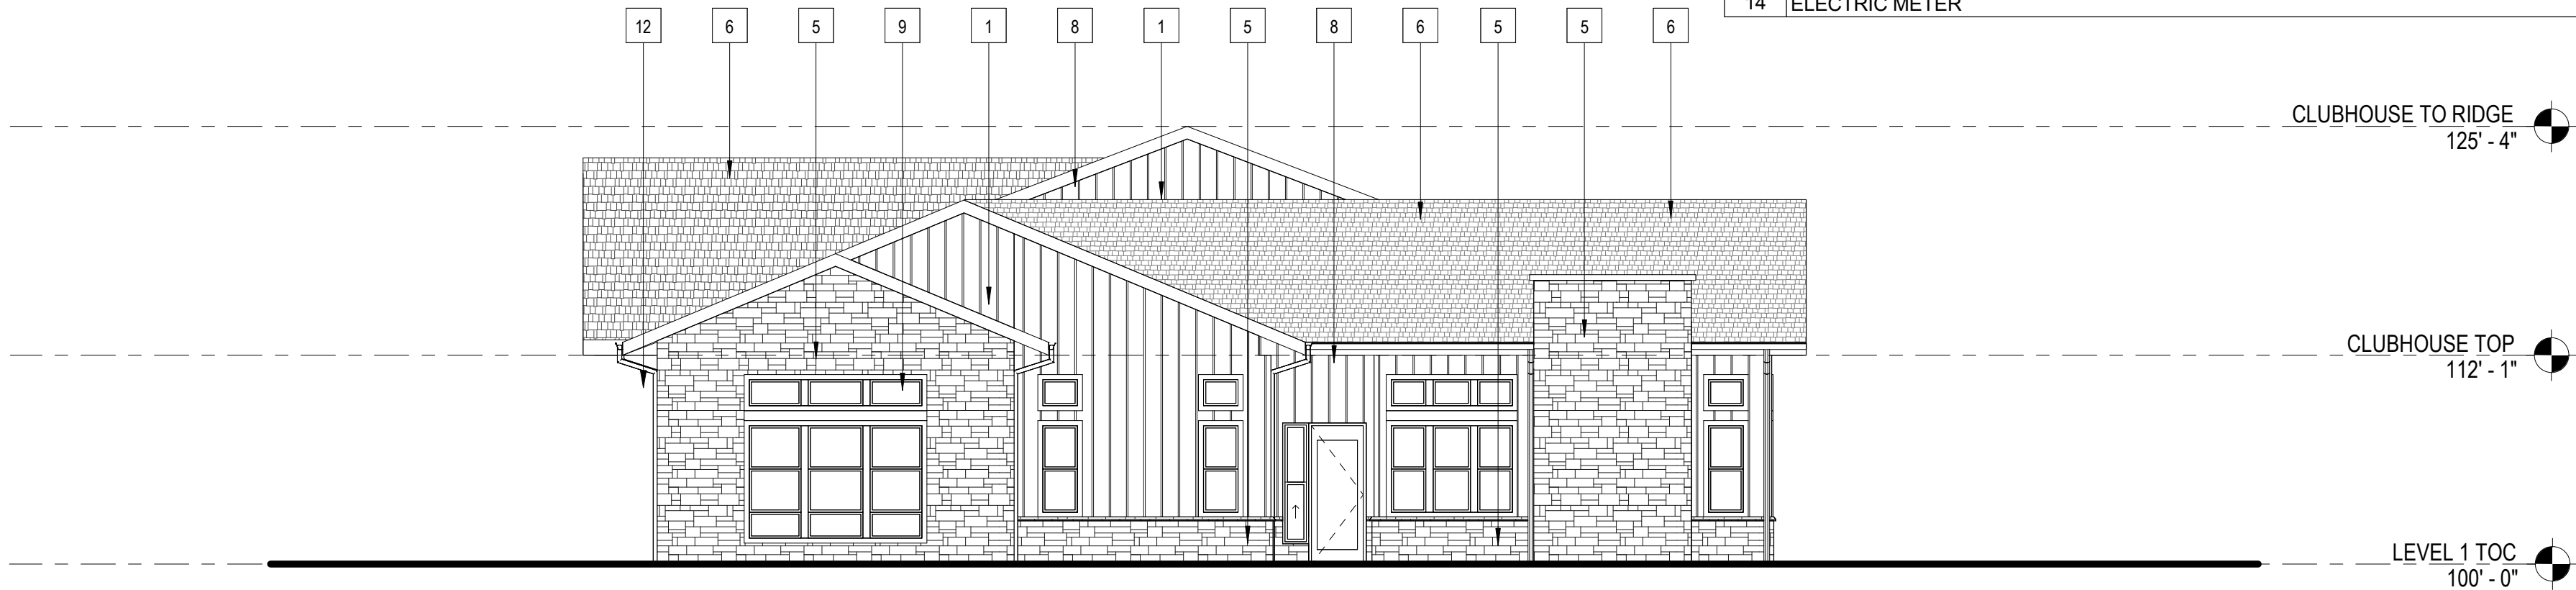 14 ELECTRIC METER
12 6 5 9 1 8 1 5 8 6 5 5 6
CLUBHOUSE TO RIDGE
125' - 4"
CLUBHOUSE TOP
112' - 1"
LEVEL 1 TOC
100' - 0"